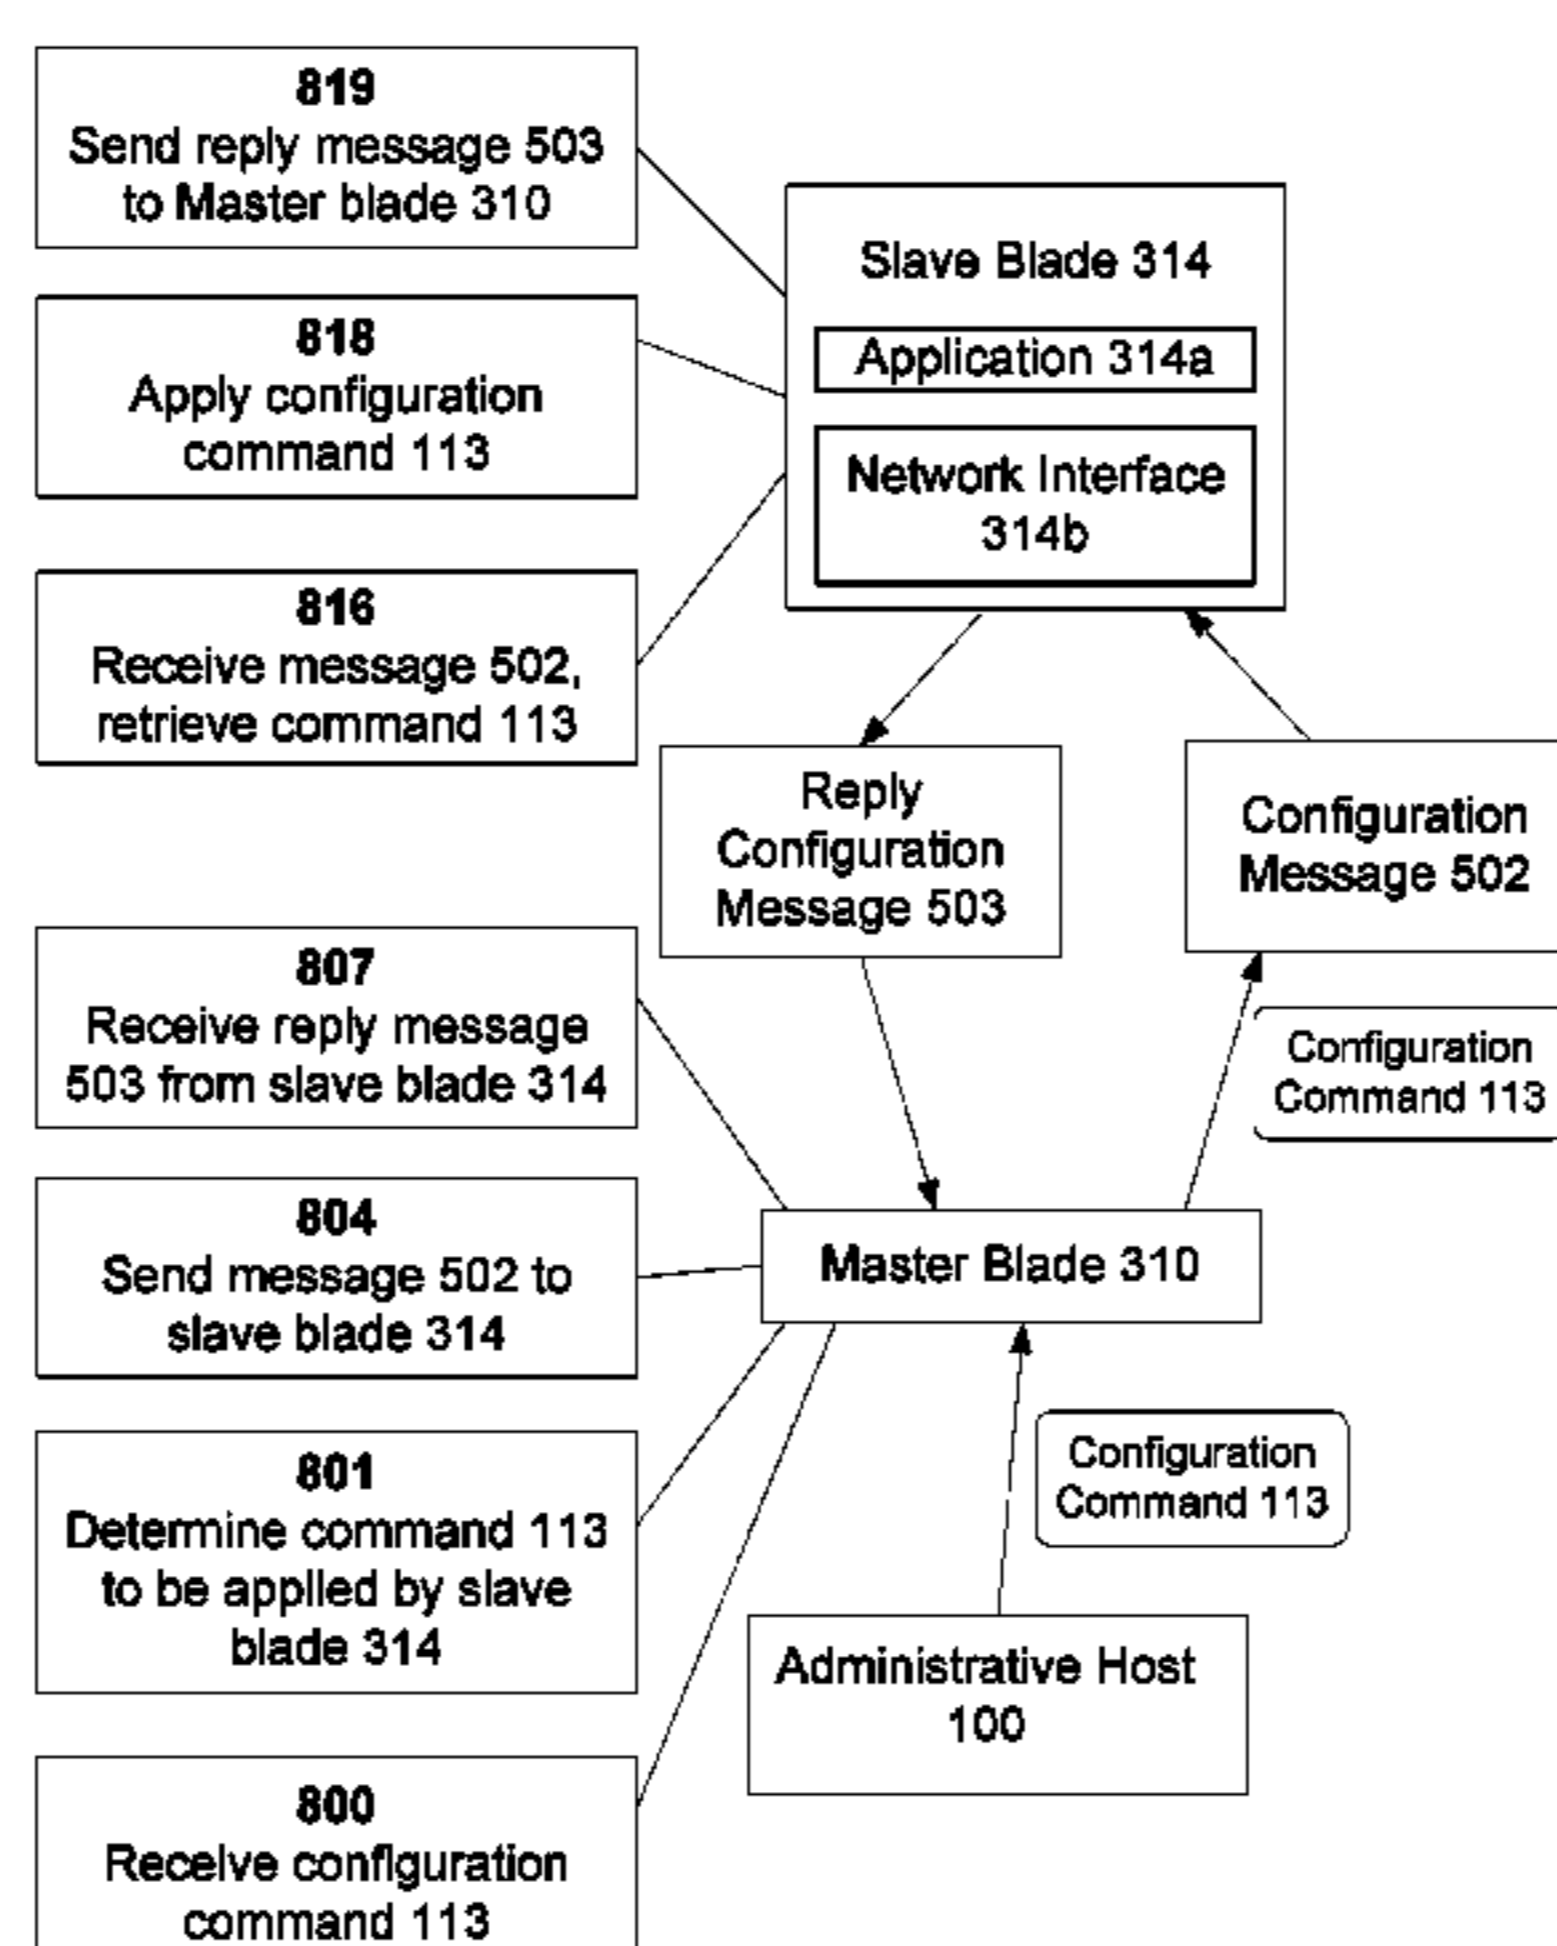 819
Send reply message 503
to Master blade 310
818
Apply configuration
command 113
816
Receive message 502,
retrieve command 113
807
Receive reply message
503 from slave blade 314
804
Send message 502 to
slave blade 314
801
Determine command 113
to be applied by slave
blade 314
800
Receive configuration
command 113
Slave Blade 314
Application 314a
Network Interface
314b
Reply
Configuration
Message 503
Configuration
Message 502
Configuration
Command 113
Master Blade 310
Configuration
Command 113
Administrative Host
100